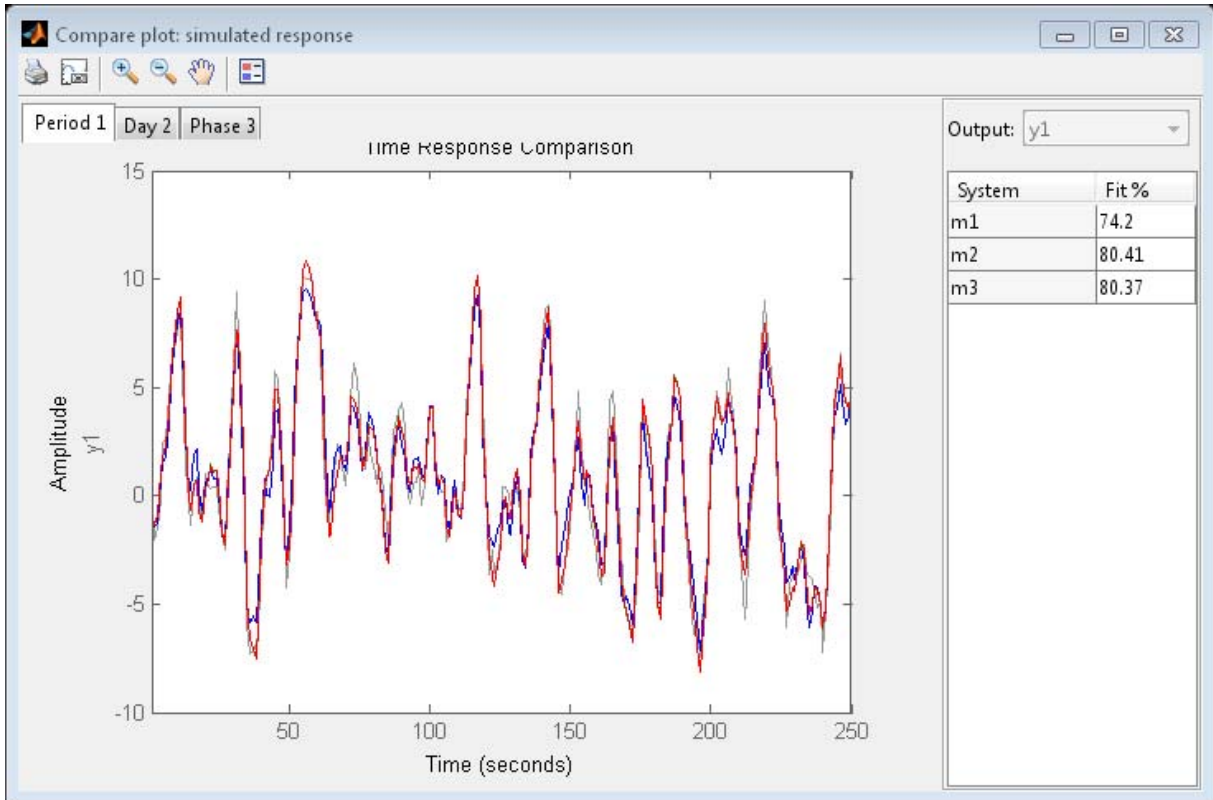 Compare plot: simulated response
Period 1 Day 2 Phase 3
Time Response Comparison
15
10
5
0
-5
-10
Amplitude
y1
50 100 150 200 250
Time (seconds)
Output: y1
System Fit %
m1 74.2
m2 80.41
m3 80.37